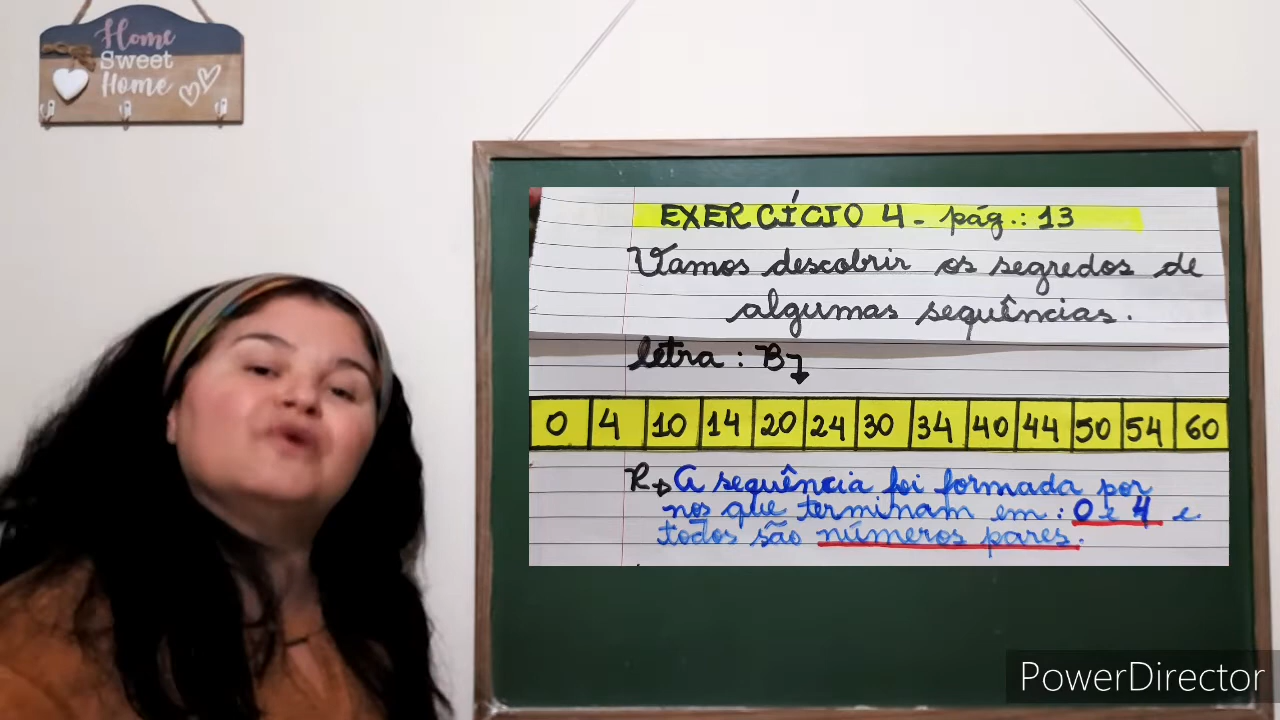 Home
Sweet
Home
EXERCÍCIO 4 - pág.: 13
Vamos descobrir os segredos de
algumas sequências.
letra: B
0 4 10 14 20 24 30 34 40 44 50 54 60
R→ A sequência foi formada por
nos que terminam em: 0 e 4 e
todos são números pares.
PowerDirector